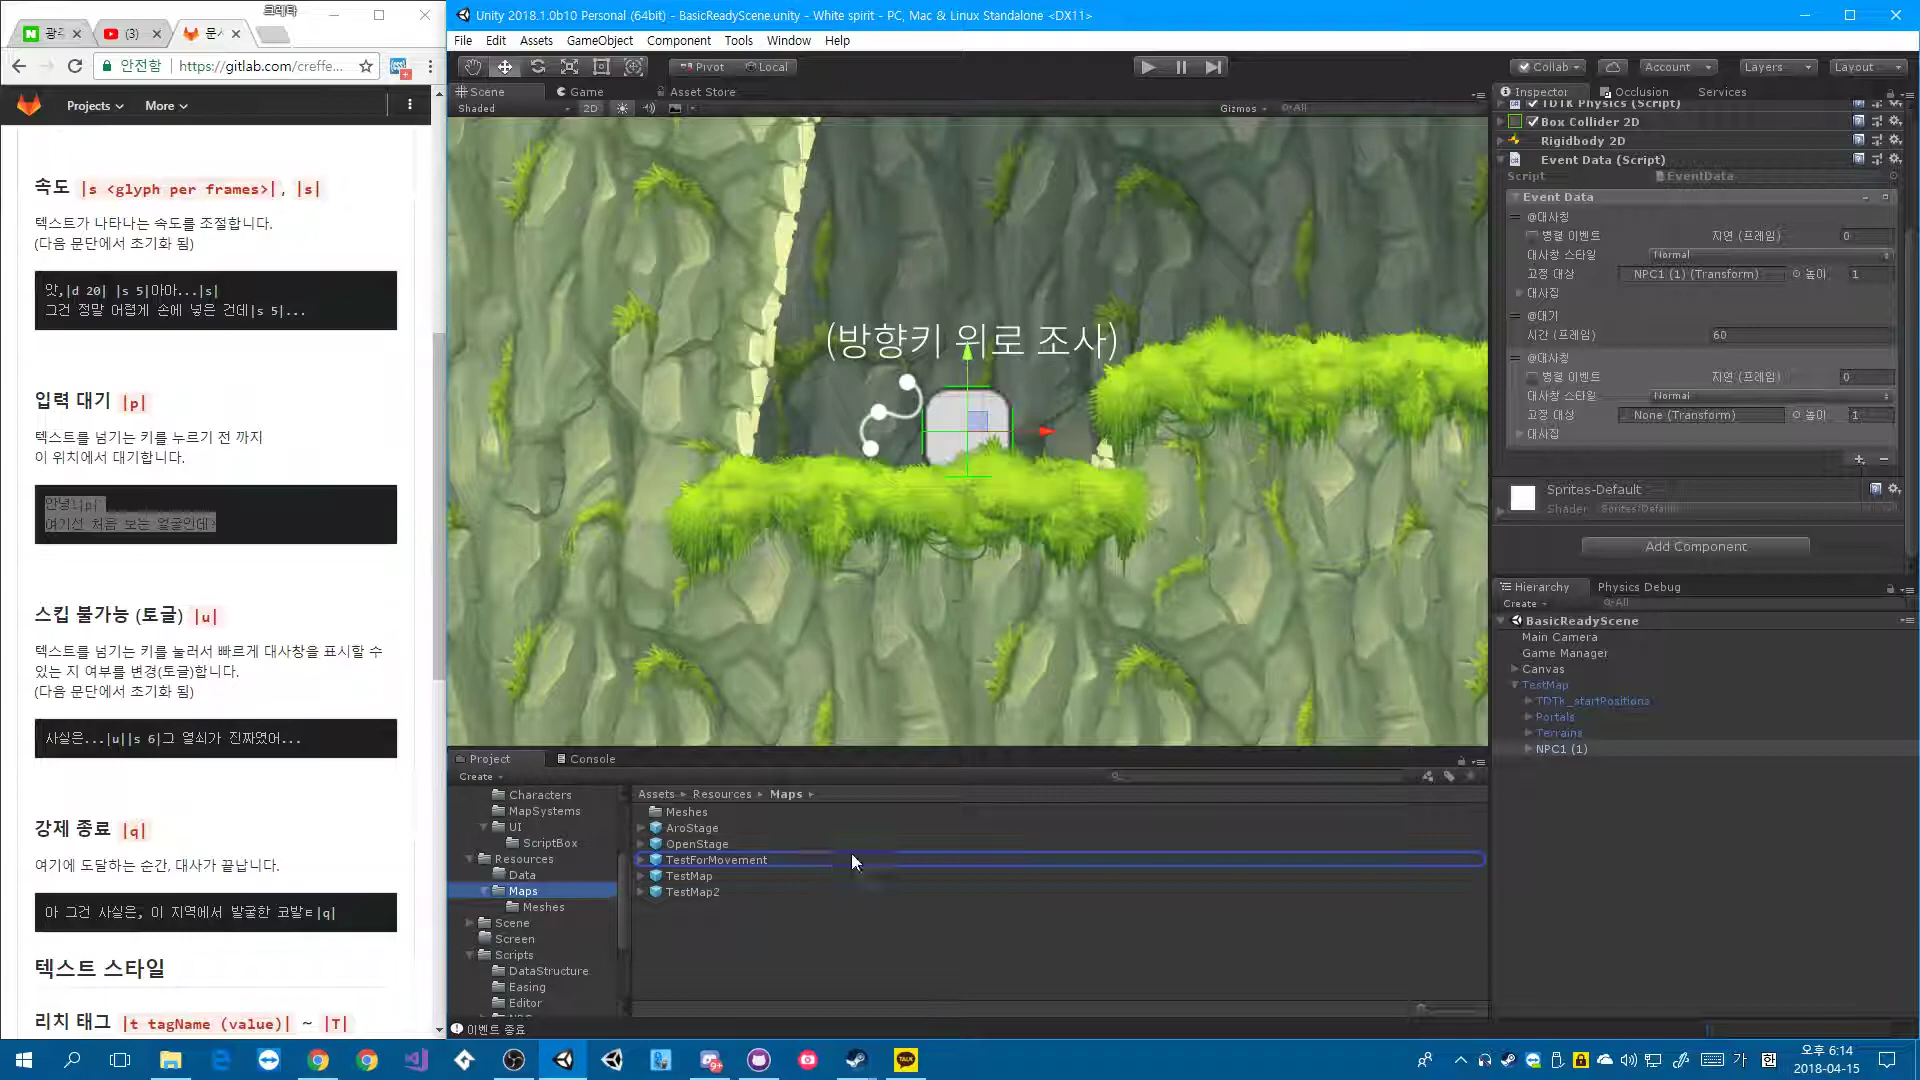 크레타
광주
(3)
문서
안전함
https://gitlab.com/creffe...
Projects
More
속도 |s <glyph per frames>|, |s|
텍스트가 나타나는 속도를 조절합니다.
(다음 문단에서 초기화 됨)
앗,|d 20| |s 5|아아...|s|
그건 정말 어렵게 손에 넣은 건데|s 5|...
입력 대기 |p|
텍스트를 넘기는 키를 누르기 전 까지
이 위치에서 대기합니다.
안녕!|p|
여기선 처음 보는 얼굴인데?
스킵 불가능 (토글) |u|
텍스트를 넘기는 키를 눌러서 빠르게 대사창을 표시할 수
있는 지 여부를 변경(토글)합니다.
(다음 문단에서 초기화 됨)
사실은...|u||s 6|그 열쇠가 진짜였어...
강제 종료 |q|
여기에 도달하는 순간, 대사가 끝납니다.
아 그건 사실은, 이 지역에서 발굴한 코발ㅌ|q|
텍스트 스타일
리치 태그 |t tagName (value)| ~ |T|
Unity 2018.1.0b10 Personal (64bit) - BasicReadyScene.unity - White spirit - PC, Mac & Linux Standalone <DX11>
File Edit Assets GameObject Component Tools Window Help
Pivot Local
Collab Account Layers Layout
Scene Game Asset Store
Shaded 2D Gizmos All
(방향키 위로 조사)
Inspector Occlusion Services
TDTK Physics (Script)
Box Collider 2D
Rigidbody 2D
Event Data (Script)
Script EventData
Event Data
@대사창
병렬 이벤트 지연 (프레임) 0
대사창 스타일 Normal
고정 대상 NPC1 (1) (Transform) 높이 1
대사집
@대기
시간 (프레임) 60
@대사창
병렬 이벤트 지연 (프레임) 0
대사창 스타일 Normal
고정 대상 None (Transform) 높이 1
대사집
Sprites-Default
Shader Sprites/Default
Add Component
Hierarchy Physics Debug
Create All
BasicReadyScene
Main Camera
Game Manager
Canvas
TestMap
TDTk_startPositions
Portals
Terrains
NPC1 (1)
Project Console
Create
Characters
MapSystems
UI
ScriptBox
Resources
Data
Maps
Meshes
Scene
Screen
Scripts
DataStructure
Easing
Editor
Assets Resources Maps
Meshes
AroStage
OpenStage
TestForMovement
TestMap
TestMap2
이벤트 종료
9+
TALK
가
한
오후 6:14
2018-04-15